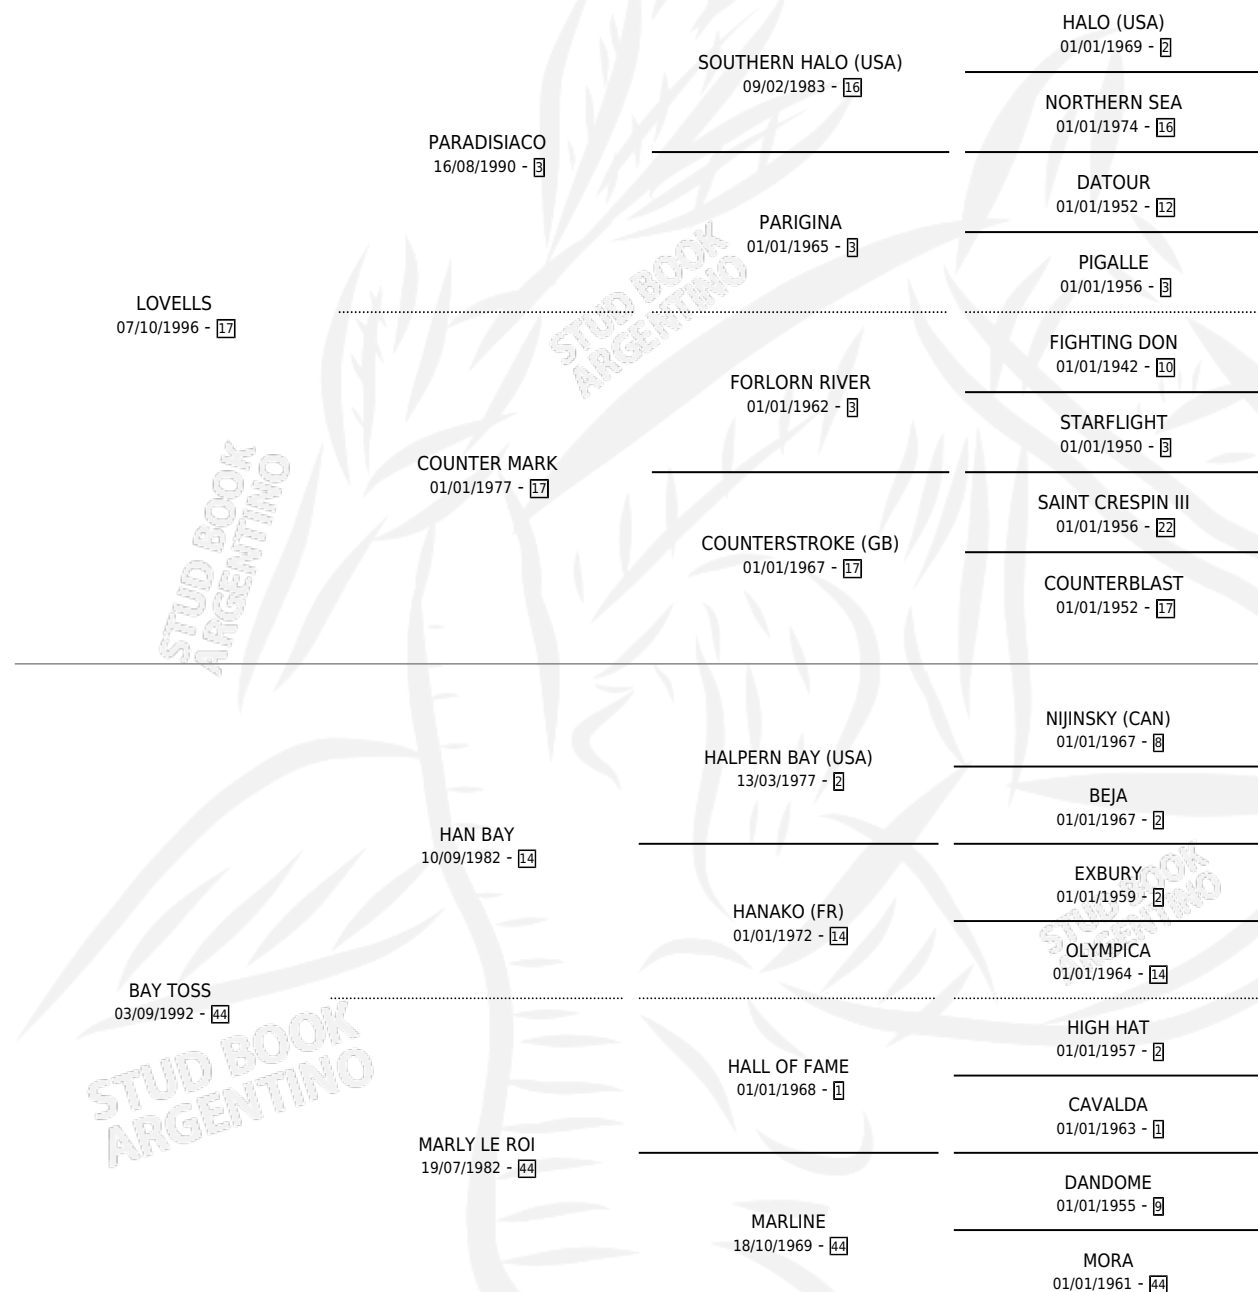 HALO (USA)
01/01/1969 - 2
SOUTHERN HALO (USA)
09/02/1983 - 16
NORTHERN SEA
01/01/1974 - 16
PARADISIACO
16/08/1990 - 3
DATOUR
01/01/1952 - 12
PARIGINA
01/01/1965 - 3
PIGALLE
01/01/1956 - 3
LOVELLS
07/10/1996 - 17
STUD BOOK
ARGENTINO
FIGHTING DON
01/01/1942 - 10
FORLORN RIVER
01/01/1962 - 3
STARFLIGHT
01/01/1950 - 3
COUNTER MARK
01/01/1977 - 17
SAINT CRESPIN III
01/01/1956 - 22
COUNTERSTROKE (GB)
01/01/1967 - 17
COUNTERBLAST
01/01/1952 - 17
STUD BOOK
ARGENTINO
NIJINSKY (CAN)
01/01/1967 - 8
HALPERN BAY (USA)
13/03/1977 - 2
BEJA
01/01/1967 - 2
HAN BAY
10/09/1982 - 14
EXBURY
01/01/1959 - 2
HANAKO (FR)
01/01/1972 - 14
STUD BOOK
ARGENTINO
OLYMPICA
01/01/1964 - 14
BAY TOSS
03/09/1992 - 44
HIGH HAT
01/01/1957 - 2
HALL OF FAME
01/01/1968 - 1
CAVALDA
01/01/1963 - 1
STUD BOOK
ARGENTINO
MARLY LE ROI
19/07/1982 - 44
DANDOME
01/01/1955 - 9
MARLINE
18/10/1969 - 44
MORA
01/01/1961 - 44